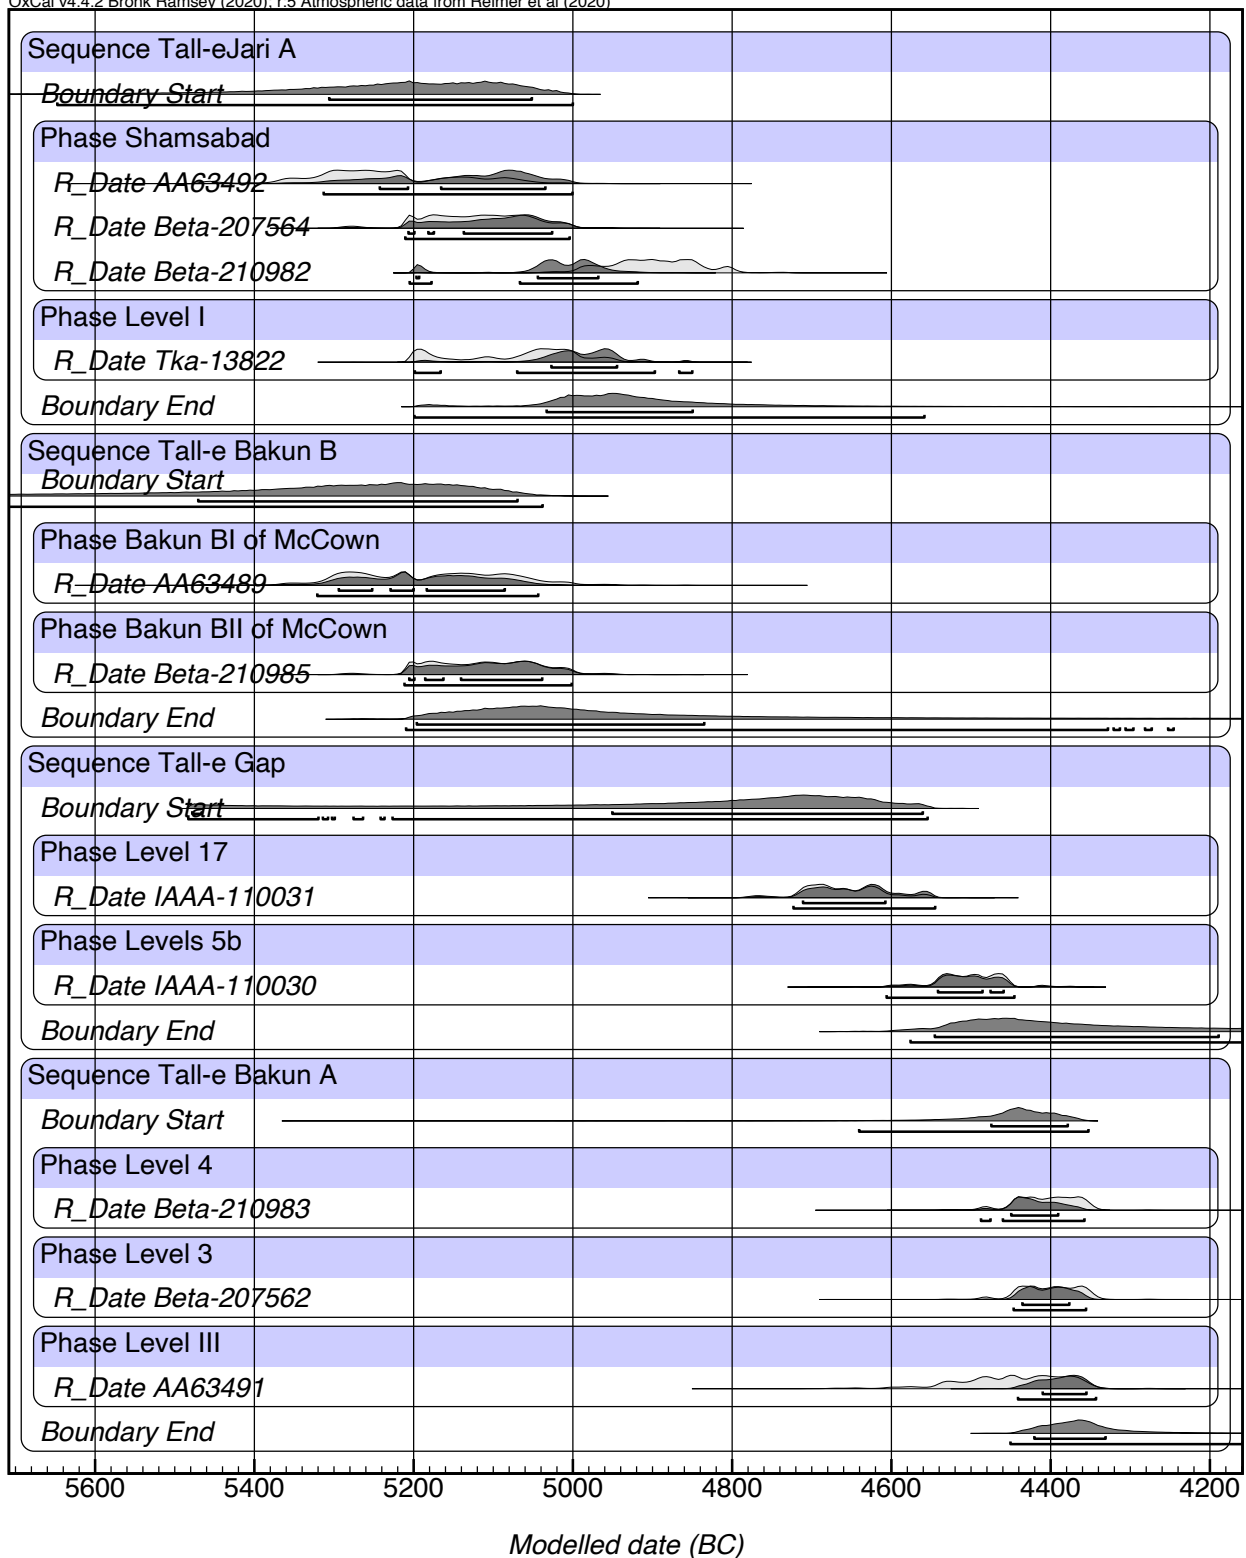 OxCal v4.4.2 Bronk Ramsey (2020); r:5 Atmospheric data from Reimer et al (2020)
Sequence Tall-eJari A
Boundary Start
Phase Shamsabad
R_Date AA63492
R_Date Beta-207564
R_Date Beta-210982
Phase Level I
R_Date Tka-13822
Boundary End
Sequence Tall-e Bakun B
Boundary Start
Phase Bakun BI of McCown
R_Date AA63489
Phase Bakun BII of McCown
R_Date Beta-210985
Boundary End
Sequence Tall-e Gap
Boundary Start
Phase Level 17
R_Date IAAA-110031
Phase Levels 5b
R_Date IAAA-110030
Boundary End
Sequence Tall-e Bakun A
Boundary Start
Phase Level 4
R_Date Beta-210983
Phase Level 3
R_Date Beta-207562
Phase Level III
R_Date AA63491
Boundary End
5600 5400 5200 5000 4800 4600 4400 4200
Modelled date (BC)